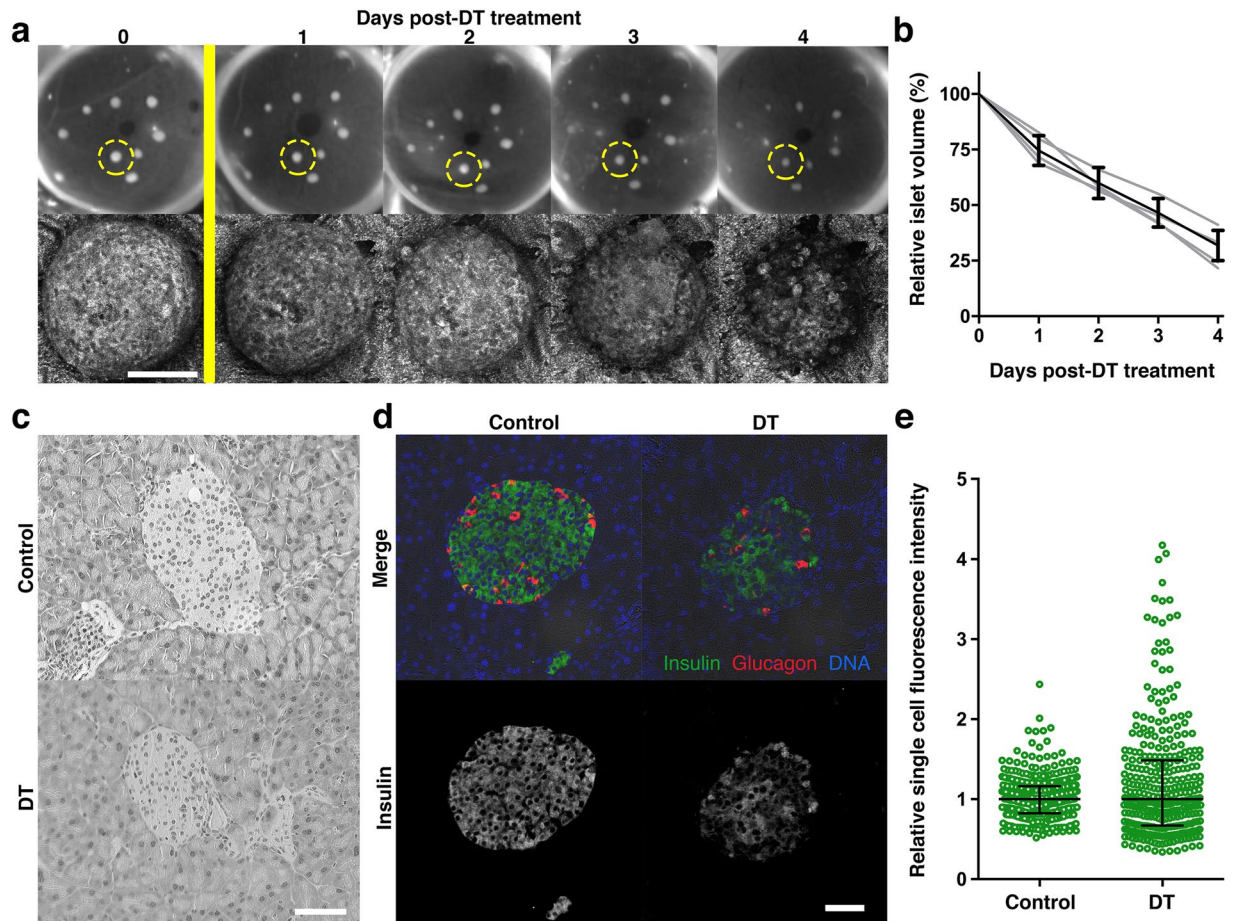 a
Days post-DT treatment
0 1 2 3 4
b
Relative islet volume (%)
100
75
50
25
0
0 1 2 3 4
Days post-DT treatment
c
Control
DT
d
Control DT
Merge
Insulin Glucagon DNA
Insulin
e
Relative single cell fluorescence intensity
5
4
3
2
1
0
Control DT